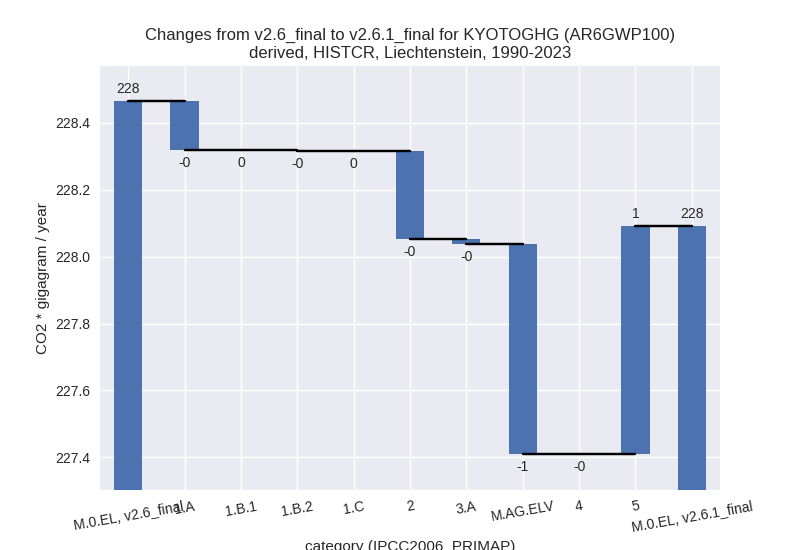 Changes from v2.6_final to v2.6.1_final for KYOTOGHG (AR6GWP100)
derived, HISTCR, Liechtenstein, 1990-2023
228
228.4
-0 0 -0 0
228.2
1 228
228.0
-0 -0
CO2 * gigagram / year
227.8
227.6
227.4
-1 -0
M.0.EL, v2.6_final 1.A 1.B.1 1.B.2 1.C 2 3.A M.AG.ELV 4 5 M.0.EL, v2.6.1_final
category (IPCC2006_PRIMAP)